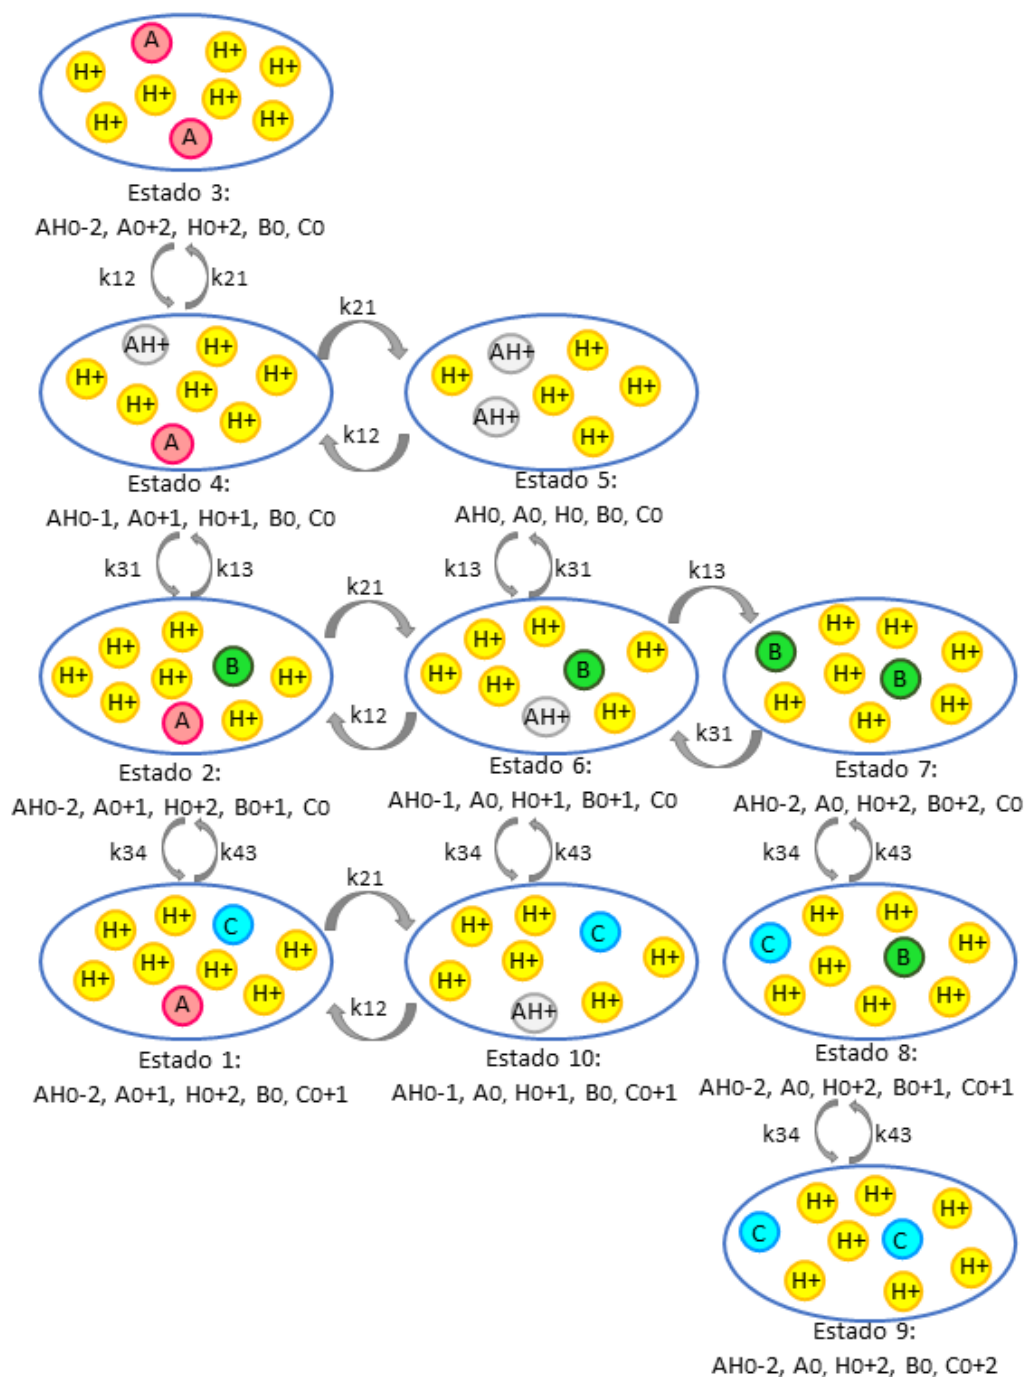 A
H+
H+
H+
H+
H+
H+
H+
H+
A
Estado 3:
AH0-2, A0+2, H0+2, B0, C0
k12
k21
k21
AH+
H+
H+
H+
H+
H+
H+
A
k12
AH+
H+
H+
H+
H+
AH+
H+
Estado 4:
AH0-1, A0+1, H0+1, B0, C0
Estado 5:
AH0, A0, H0, B0, C0
k31
k13
k21
k13
k31
k13
H+
H+
B
H+
H+
H+
H+
A
H+
k12
H+
H+
H+
B
H+
H+
AH+
H+
k31
H+
H+
B
H+
H+
B
H+
H+
H+
Estado 2:
AH0-2, A0+1, H0+2, B0+1, C0
Estado 6:
AH0-1, A0, H0+1, B0+1, C0
Estado 7:
AH0-2, A0, H0+2, B0+2, C0
k34
k43
k21
k34
k43
k34
k43
H+
H+
C
H+
H+
H+
H+
H+
A
k12
H+
H+
C
H+
H+
H+
AH+
H+
H+
H+
C
H+
H+
B
H+
H+
H+
Estado 1:
AH0-2, A0+1, H0+2, B0, C0+1
Estado 10:
AH0-1, A0, H0+1, B0, C0+1
Estado 8:
AH0-2, A0, H0+2, B0+1, C0+1
k34
k43
H+
H+
H+
C
H+
C
H+
H+
H+
Estado 9:
AH0-2, A0, H0+2, B0, C0+2